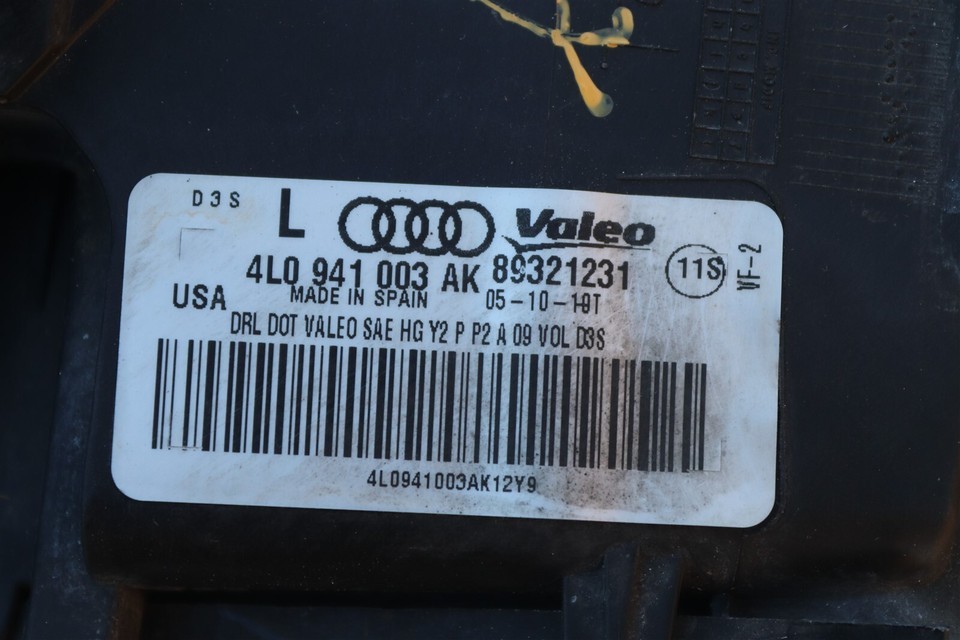 D3S L Valeo
4L0 941 003 AK 89321231 11S VF-2
USA MADE IN SPAIN 05-10-10T
DRL DOT VALEO SAE HG Y2 P P2 A 09 VOL D3S
4L0941003AK12Y9